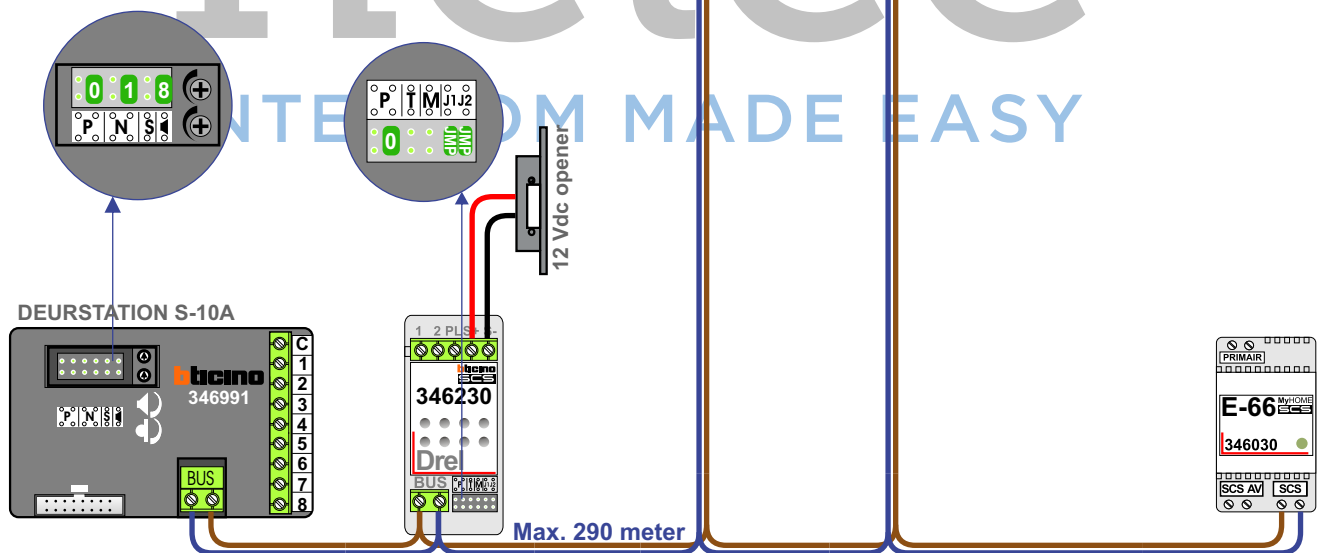 INTERCOM MADE EASY
0 1 8
P N S
P T M J1 J2
0 JMP JMP
12 Vdc opener
DEURSTATION S-10A
bticino
346991
P N S
BUS
C
1
2
3
4
5
6
7
8
1 2 PL S+ S-
bticino
SCS
346230
Drel
BUS
P T M J1 J2
Max. 290 meter
PRIMAIR
E-66 MyHOME
SCS
346030
SCS AV SCS